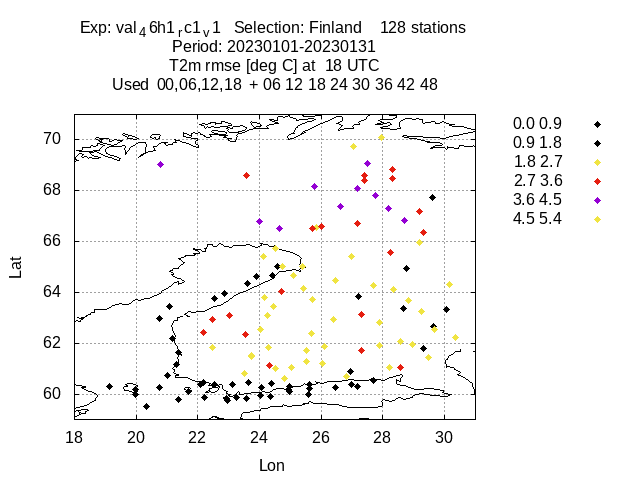 Exp: val46h1rc1v1 Selection: Finland 128 stations
Period: 20230101-20230131
T2m rmse [deg C] at 18 UTC
Used 00,06,12,18 + 06 12 18 24 30 36 42 48
0.0 0.9
0.9 1.8
1.8 2.7
2.7 3.6
3.6 4.5
4.5 5.4
Lat
70
68
66
64
62
60
18 20 22 24 26 28 30
Lon